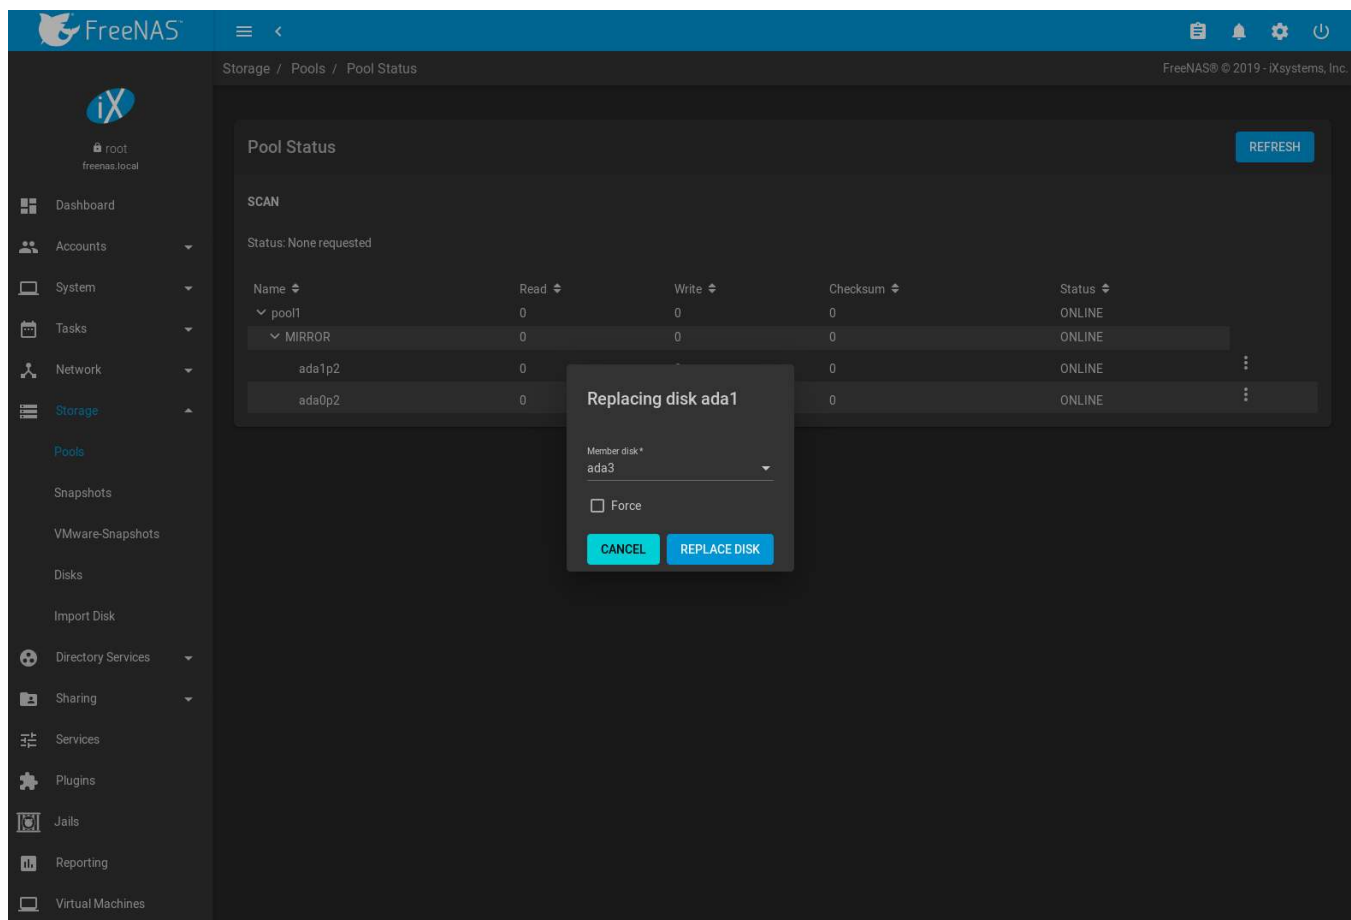 FreeNAS™
Storage / Pools / Pool Status
FreeNAS® © 2019 - iXsystems, Inc.
iX
root
freenas.local
Dashboard
Accounts
System
Tasks
Network
Storage
Pools
Snapshots
VMware-Snapshots
Disks
Import Disk
Directory Services
Sharing
Services
Plugins
Jails
Reporting
Virtual Machines
Pool Status
REFRESH
SCAN
Status: None requested
Name Read Write Checksum Status
pool1 0 0 0 ONLINE
MIRROR 0 0 0 ONLINE
ada1p2 0 0 ONLINE
ada0p2 0 0 ONLINE
Replacing disk ada1
Member disk *
ada3
Force
CANCEL REPLACE DISK